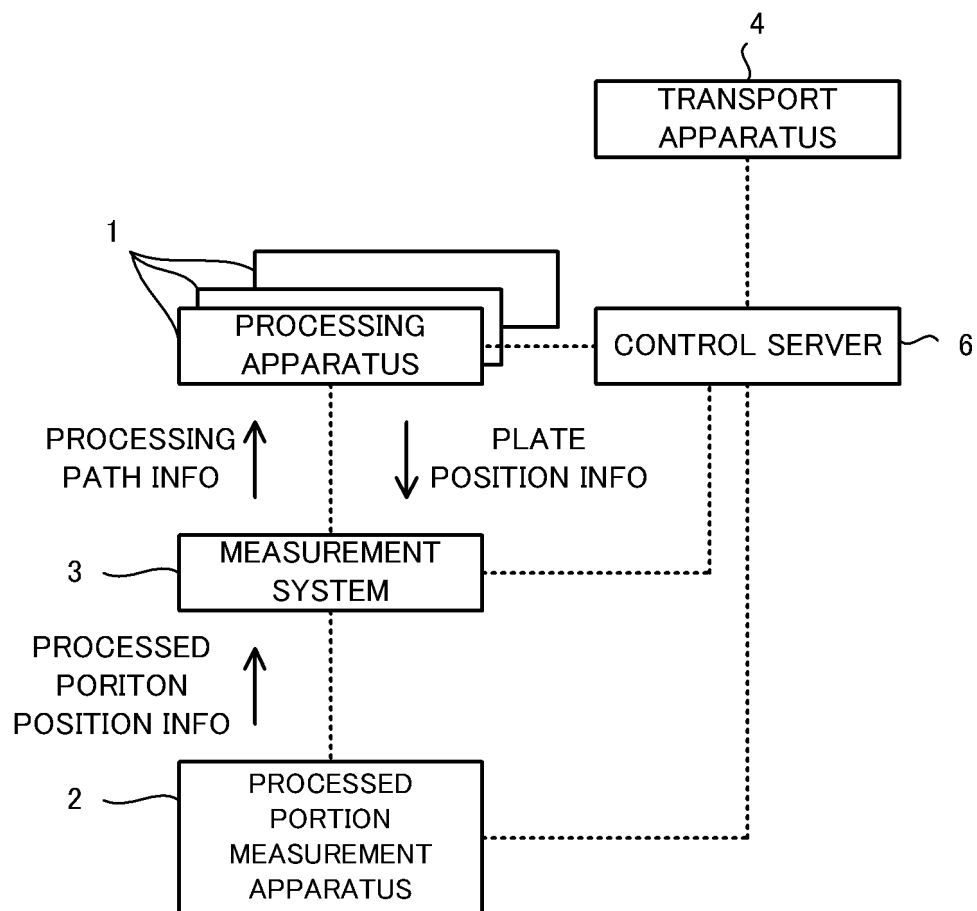 4
TRANSPORT
APPARATUS
1
PROCESSING
APPARATUS
CONTROL SERVER
6
PROCESSING
PATH INFO
PLATE
POSITION INFO
3
MEASUREMENT
SYSTEM
PROCESSED
PORITON
POSITION INFO
2
PROCESSED
PORTION
MEASUREMENT
APPARATUS